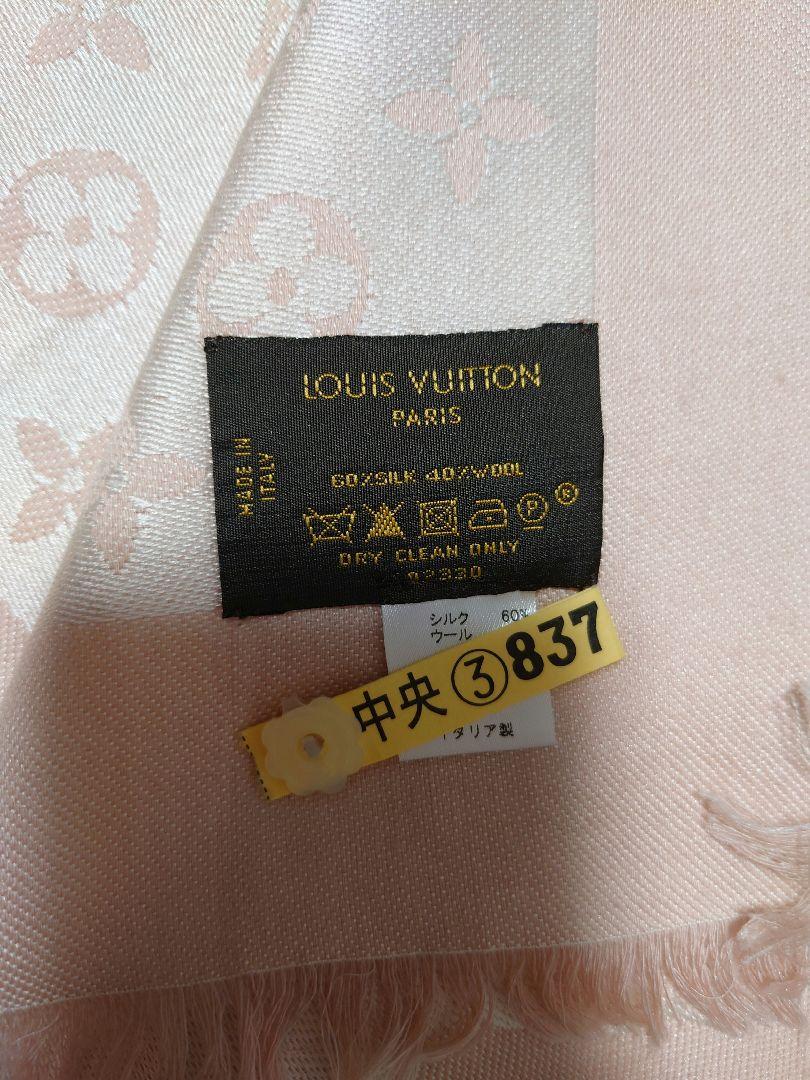 LOUIS VUITTON
PARIS
MADE IN
ITALY
60%SILK 40%WOOL
P
®
DRY CLEAN ONLY
シルク 60%
ウール
中央③837
タリア製